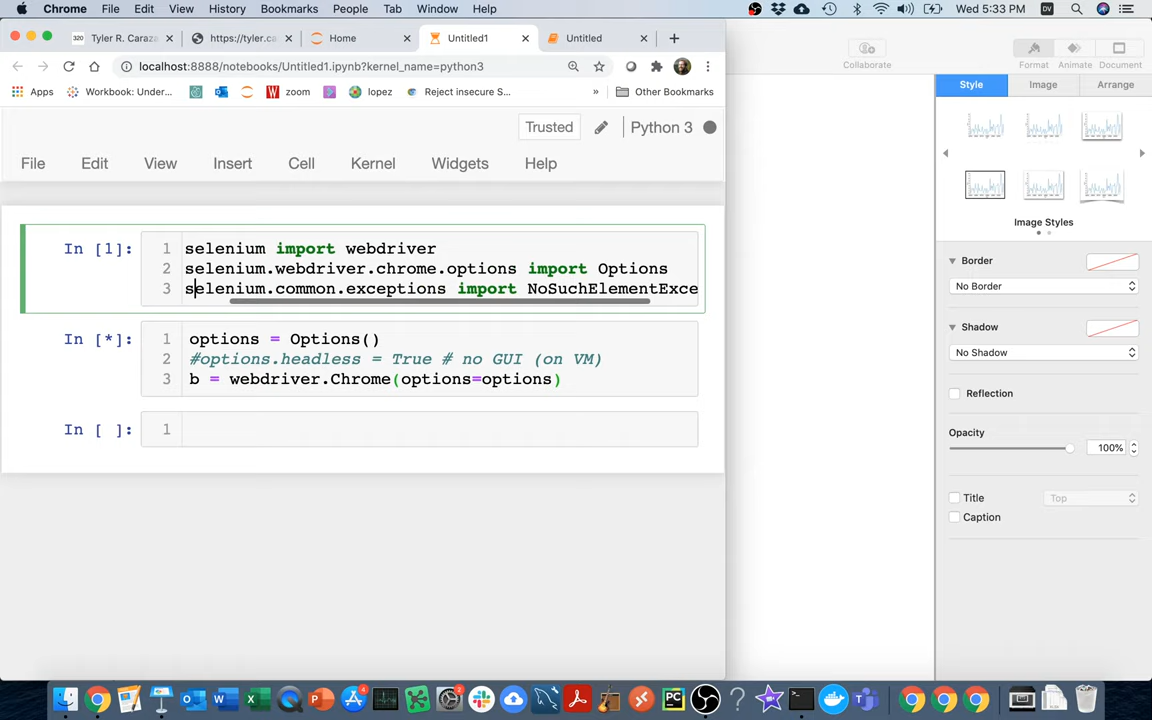 Chrome File Edit View History Bookmarks People Tab Window Help Wed 5:33 PM DV
320 Tyler R. Caraza × https://tyler.ca × Home × Untitled1 × Untitled × +
localhost:8888/notebooks/Untitled1.ipynb?kernel_name=python3
Apps Workbook: Under... zoom lopez Reject insecure S... » Other Bookmarks
Trusted Python 3
File Edit View Insert Cell Kernel Widgets Help
In [1]: 1 selenium import webdriver
2 selenium.webdriver.chrome.options import Options
3 selenium.common.exceptions import NoSuchElementExce
In [*]: 1 options = Options()
2 #options.headless = True # no GUI (on VM)
3 b = webdriver.Chrome(options=options)
In [ ]: 1
Collaborate Format Animate Document
Style Image Arrange
Image Styles
Border
No Border
Shadow
No Shadow
Reflection
Opacity
100%
Title Top
Caption